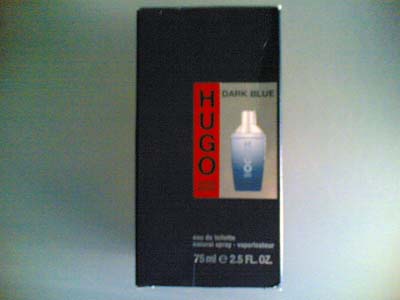 DARK BLUE
HUGO
eau de toilette
natural spray - vaporisateur
75 ml e 2.5 FL. OZ.